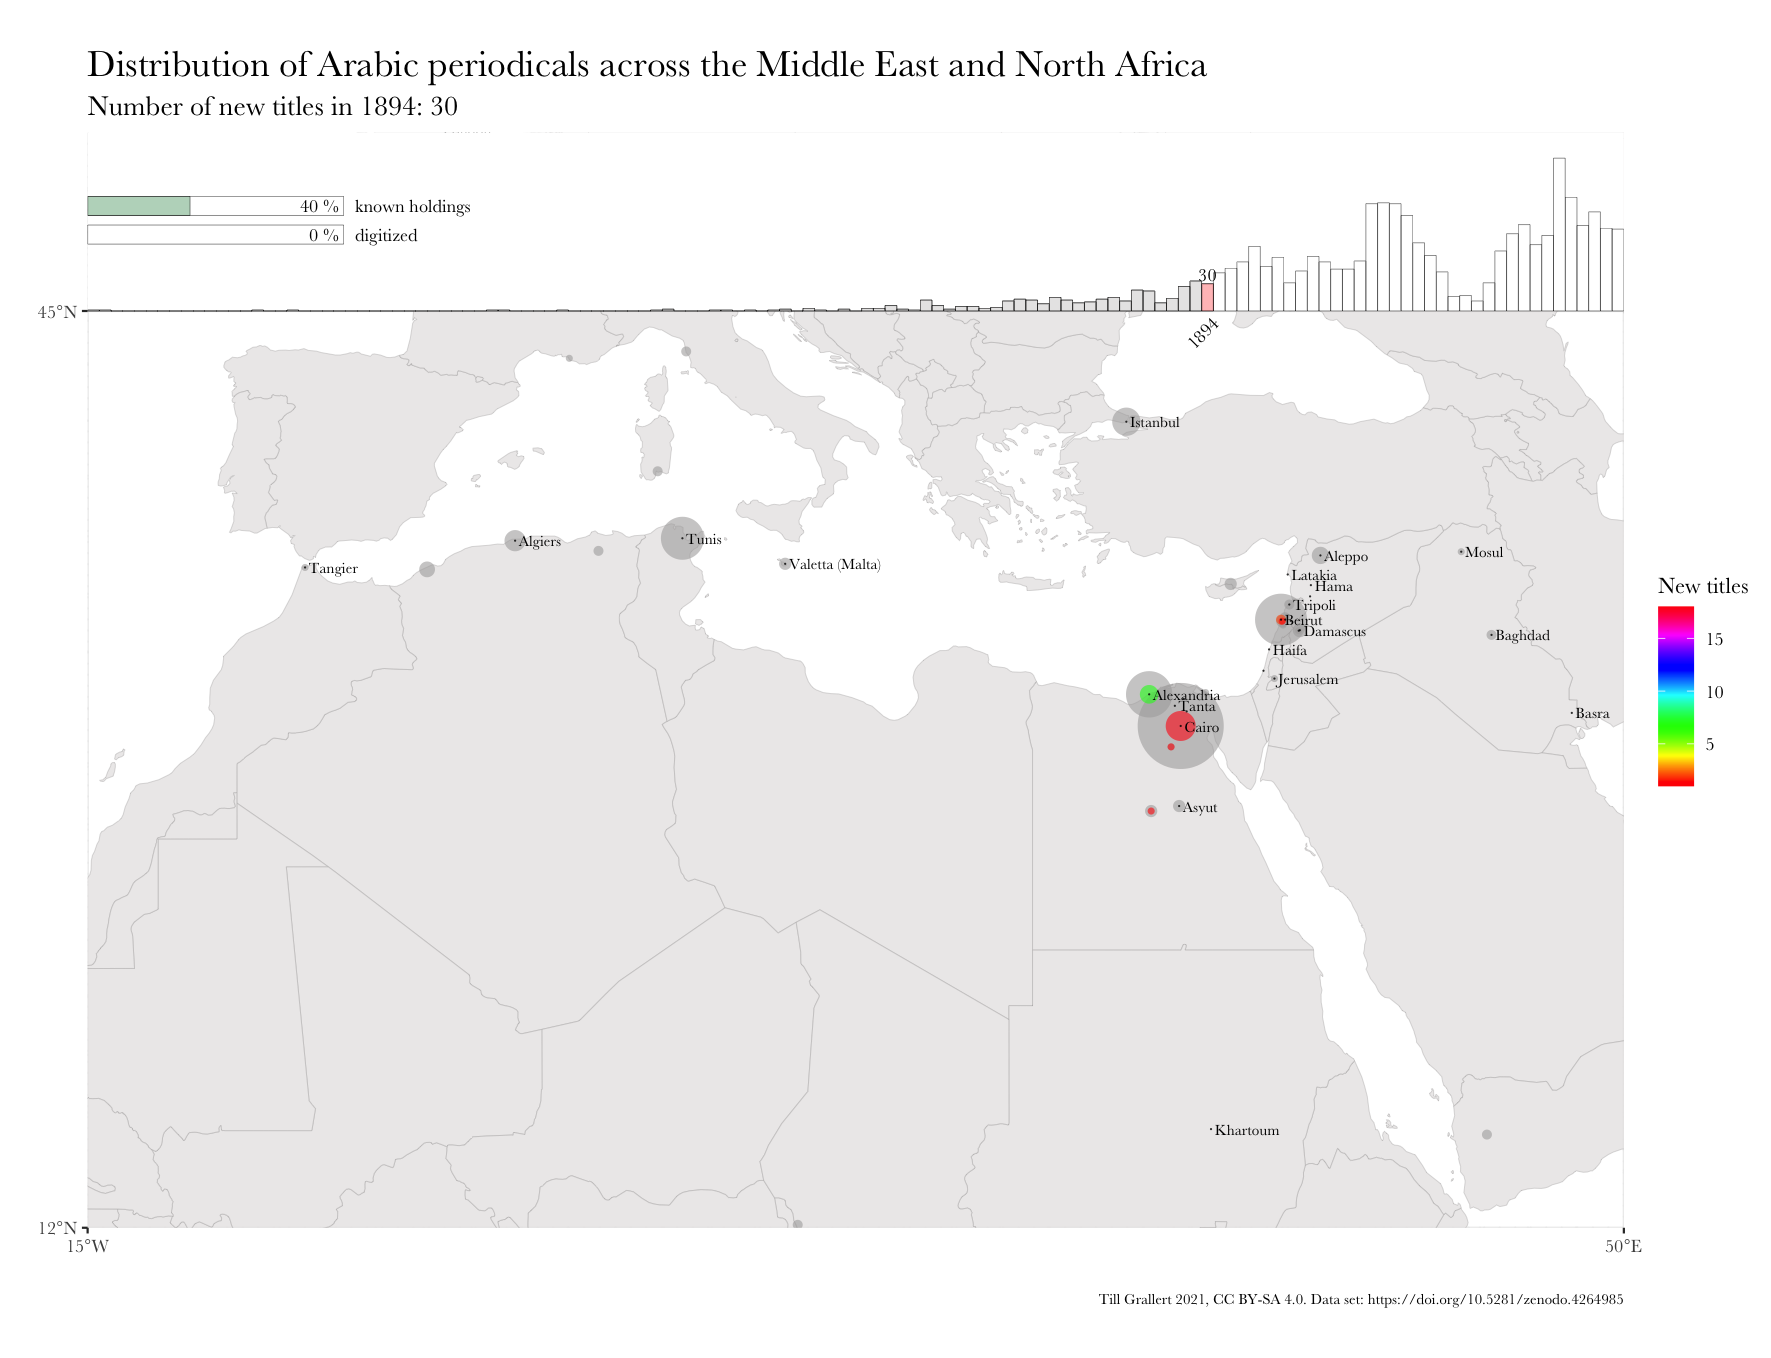 Distribution of Arabic periodicals across the Middle East and North Africa
Number of new titles in 1894: 30
40 % known holdings
0 % digitized
30
1894
45°N
Istanbul
Algiers
Tunis
Tangier
Valetta (Malta)
Aleppo
Mosul
Latakia
Hama
Tripoli
Beirut
Damascus
Baghdad
Haifa
Jerusalem
Alexandria
Tanta
Cairo
Basra
Asyut
Khartoum
New titles
15
10
5
12°N
15°W
50°E
Till Grallert 2021, CC BY-SA 4.0. Data set: https://doi.org/10.5281/zenodo.4264985